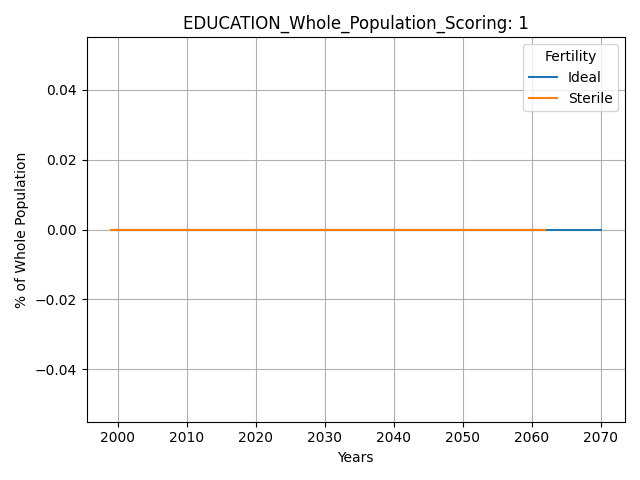 EDUCATION_Whole_Population_Scoring: 1
Fertility
Ideal
Sterile
% of Whole Population
0.04
0.02
0.00
−0.02
−0.04
2000 2010 2020 2030 2040 2050 2060 2070
Years